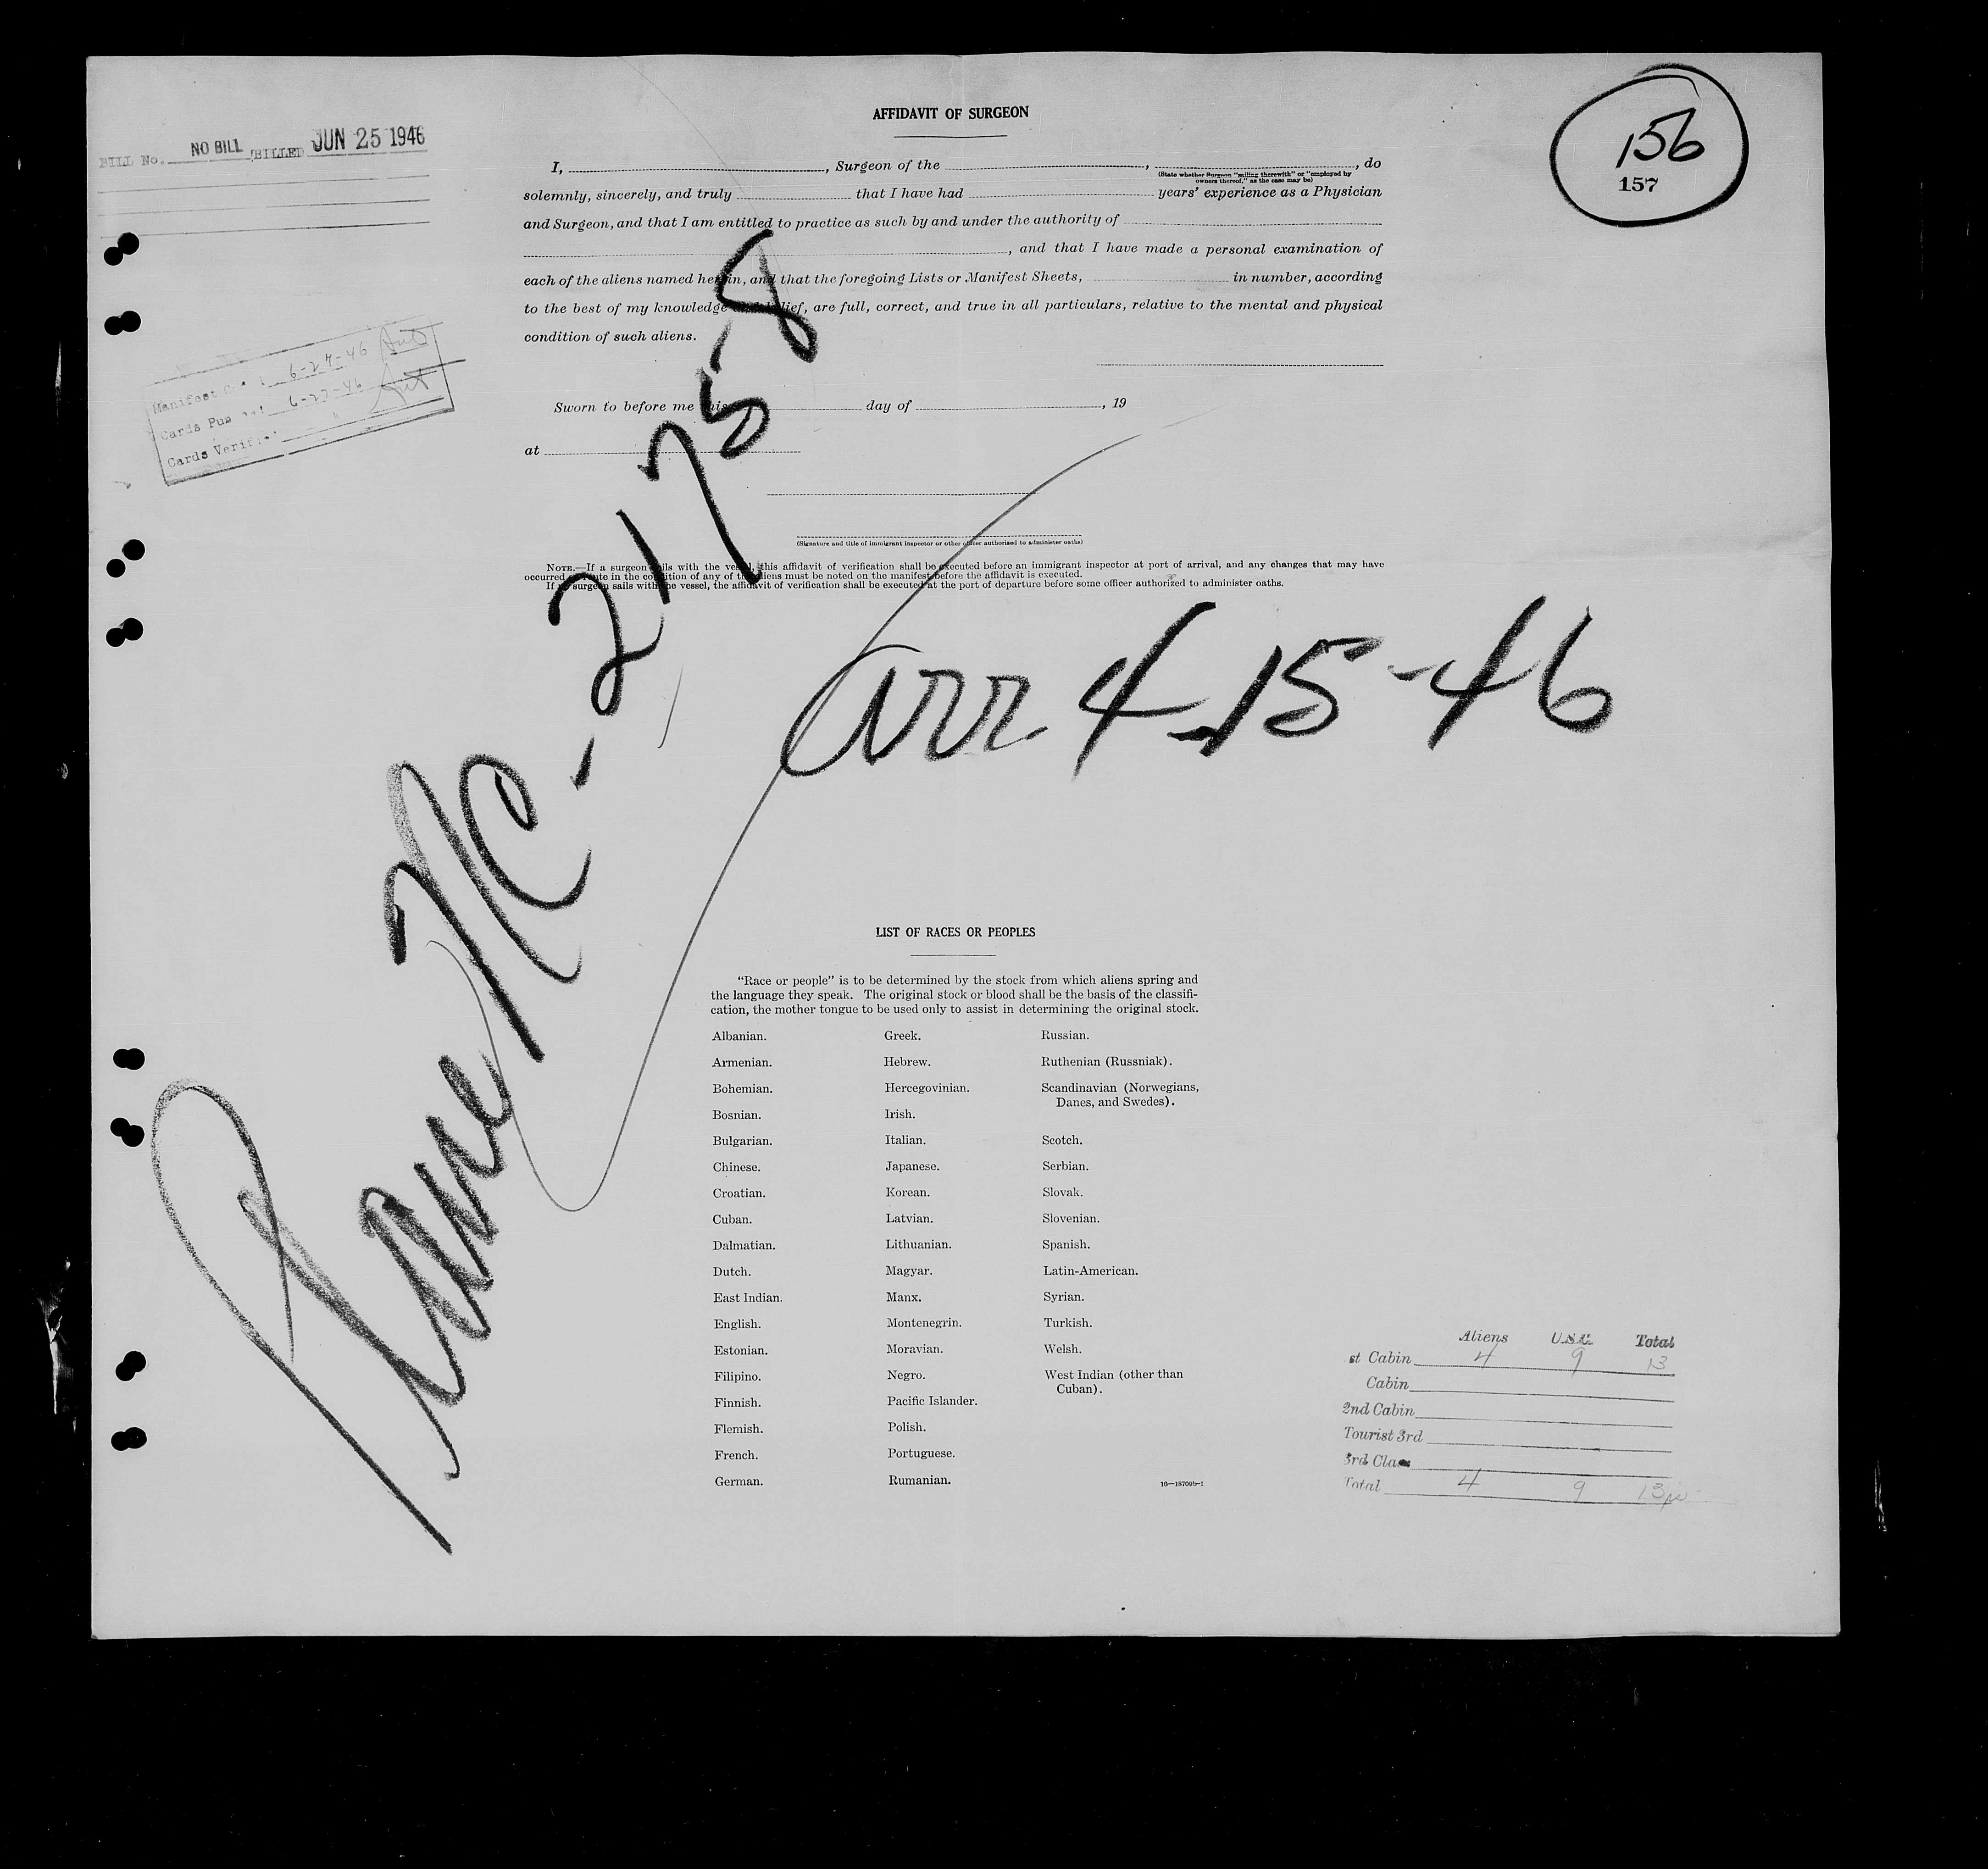 AFFIDAVIT OF SURGEON
BILL No. NO BILL BILLED JUN 25 1946
156
157
I, , Surgeon of the , , do
(State whether Surgeon "sailing therewith" or "employed by
owners thereof," as the case may be)
solemnly, sincerely, and truly that I have had years' experience as a Physician
and Surgeon, and that I am entitled to practice as such by and under the authority of
, and that I have made a personal examination of
each of the aliens named herein, and that the foregoing Lists or Manifest Sheets, in number, according
to the best of my knowledge and belief, are full, correct, and true in all particulars, relative to the mental and physical
condition of such aliens.
Manifest 6-24-46
Cards Pun 6-27-46
Cards Verifi
Sworn to before me this day of , 19
at
(Signature and title of immigrant inspector or other officer authorized to administer oaths)
NOTE.—If a surgeon sails with the vessel, this affidavit of verification shall be executed before an immigrant inspector at port of arrival, and any changes that may have
occurred en route in the condition of any of the aliens must be noted on the manifest before the affidavit is executed.
If no surgeon sails with the vessel, the affidavit of verification shall be executed at the port of departure before some officer authorized to administer oaths.
Plane NC-2175-8
arr. 4-15-46
LIST OF RACES OR PEOPLES
"Race or people" is to be determined by the stock from which aliens spring and
the language they speak. The original stock or blood shall be the basis of the classifi-
cation, the mother tongue to be used only to assist in determining the original stock.
Albanian.
Armenian.
Bohemian.
Bosnian.
Bulgarian.
Chinese.
Croatian.
Cuban.
Dalmatian.
Dutch.
East Indian.
English.
Estonian.
Filipino.
Finnish.
Flemish.
French.
German.
Greek.
Hebrew.
Hercegovinian.
Irish.
Italian.
Japanese.
Korean.
Latvian.
Lithuanian.
Magyar.
Manx.
Montenegrin.
Moravian.
Negro.
Pacific Islander.
Polish.
Portuguese.
Rumanian.
Russian.
Ruthenian (Russniak).
Scandinavian (Norwegians,
Danes, and Swedes).
Scotch.
Serbian.
Slovak.
Slovenian.
Spanish.
Latin-American.
Syrian.
Turkish.
Welsh.
West Indian (other than
Cuban).
16—18709b-1
Aliens U.S.C. Total
st Cabin 4 9 13
Cabin
2nd Cabin
Tourist 3rd
3rd Class
Total 4 9 13